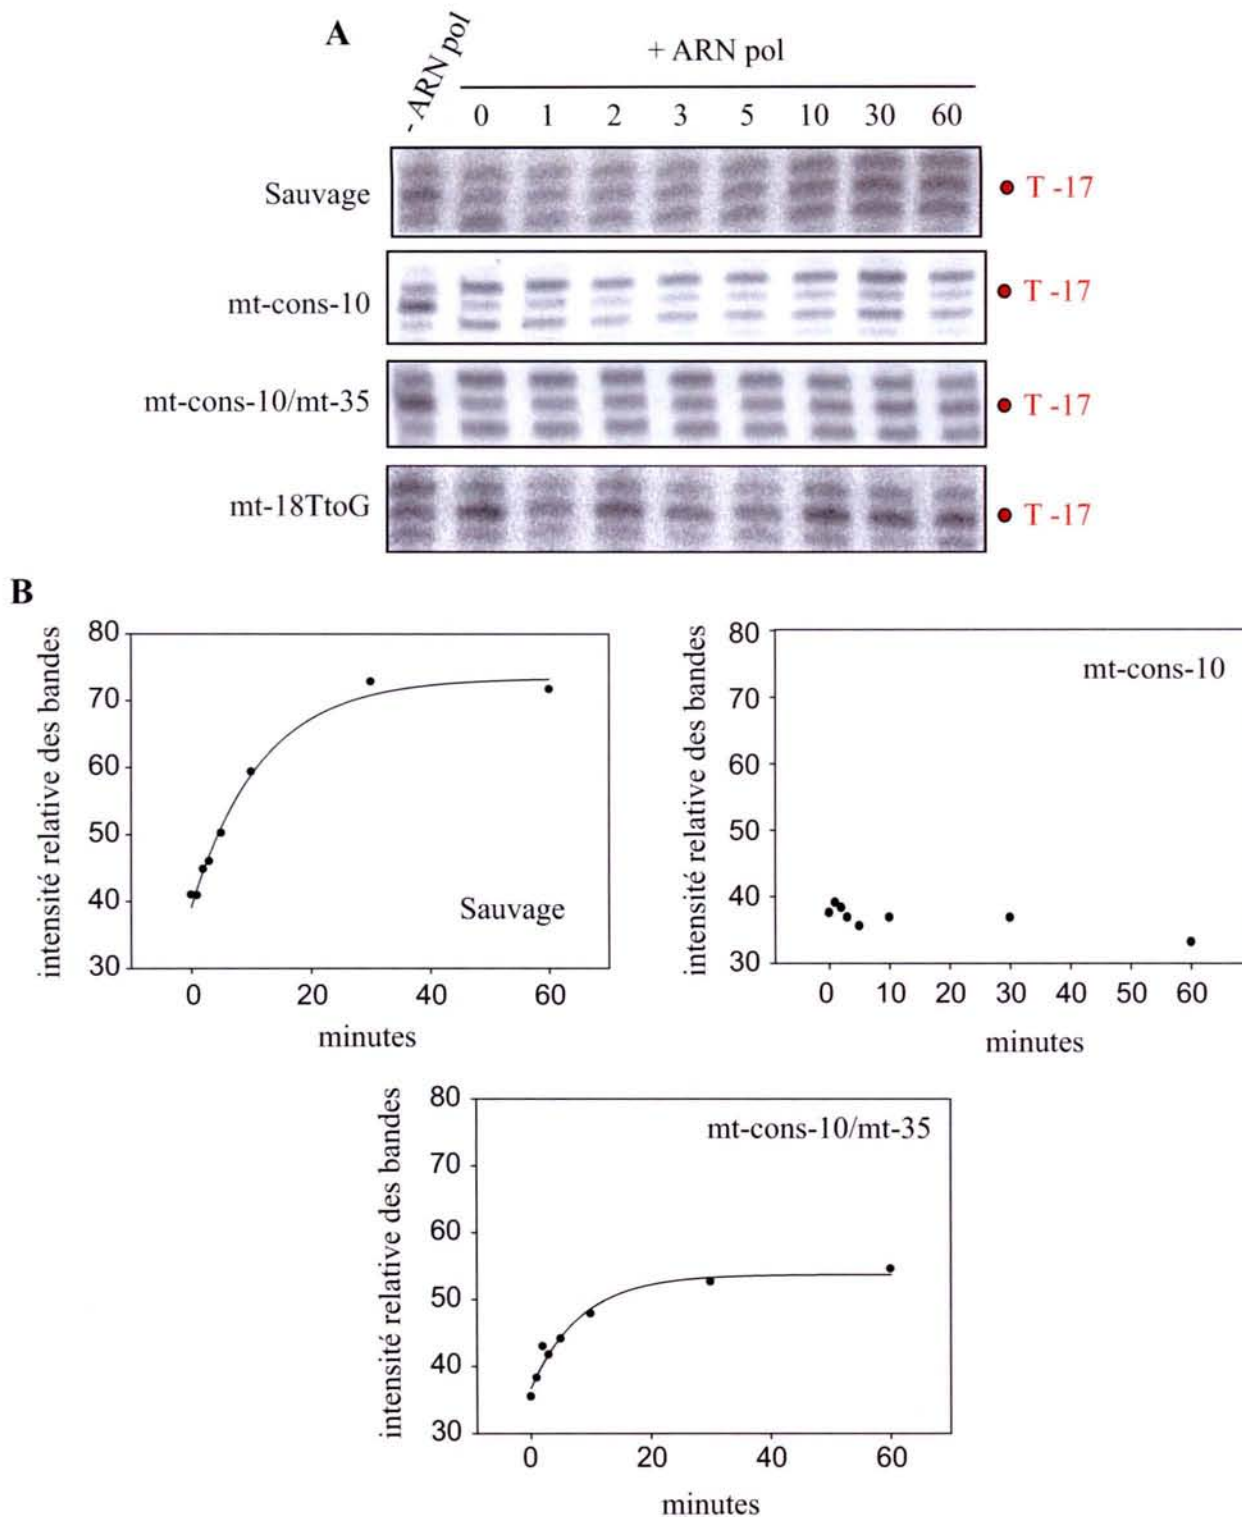 A
- ARN pol
+ ARN pol
0 1 2 3 5 10 30 60
Sauvage
T -17
mt-cons-10
T -17
mt-cons-10/mt-35
T -17
mt-18TtoG
T -17
B
intensité relative des bandes
80
70
60
50
40
30
Sauvage
0 20 40 60
minutes
intensité relative des bandes
80
70
60
50
40
30
mt-cons-10
0 10 20 30 40 50 60
minutes
intensité relative des bandes
80
70
60
50
40
30
mt-cons-10/mt-35
0 20 40 60
minutes